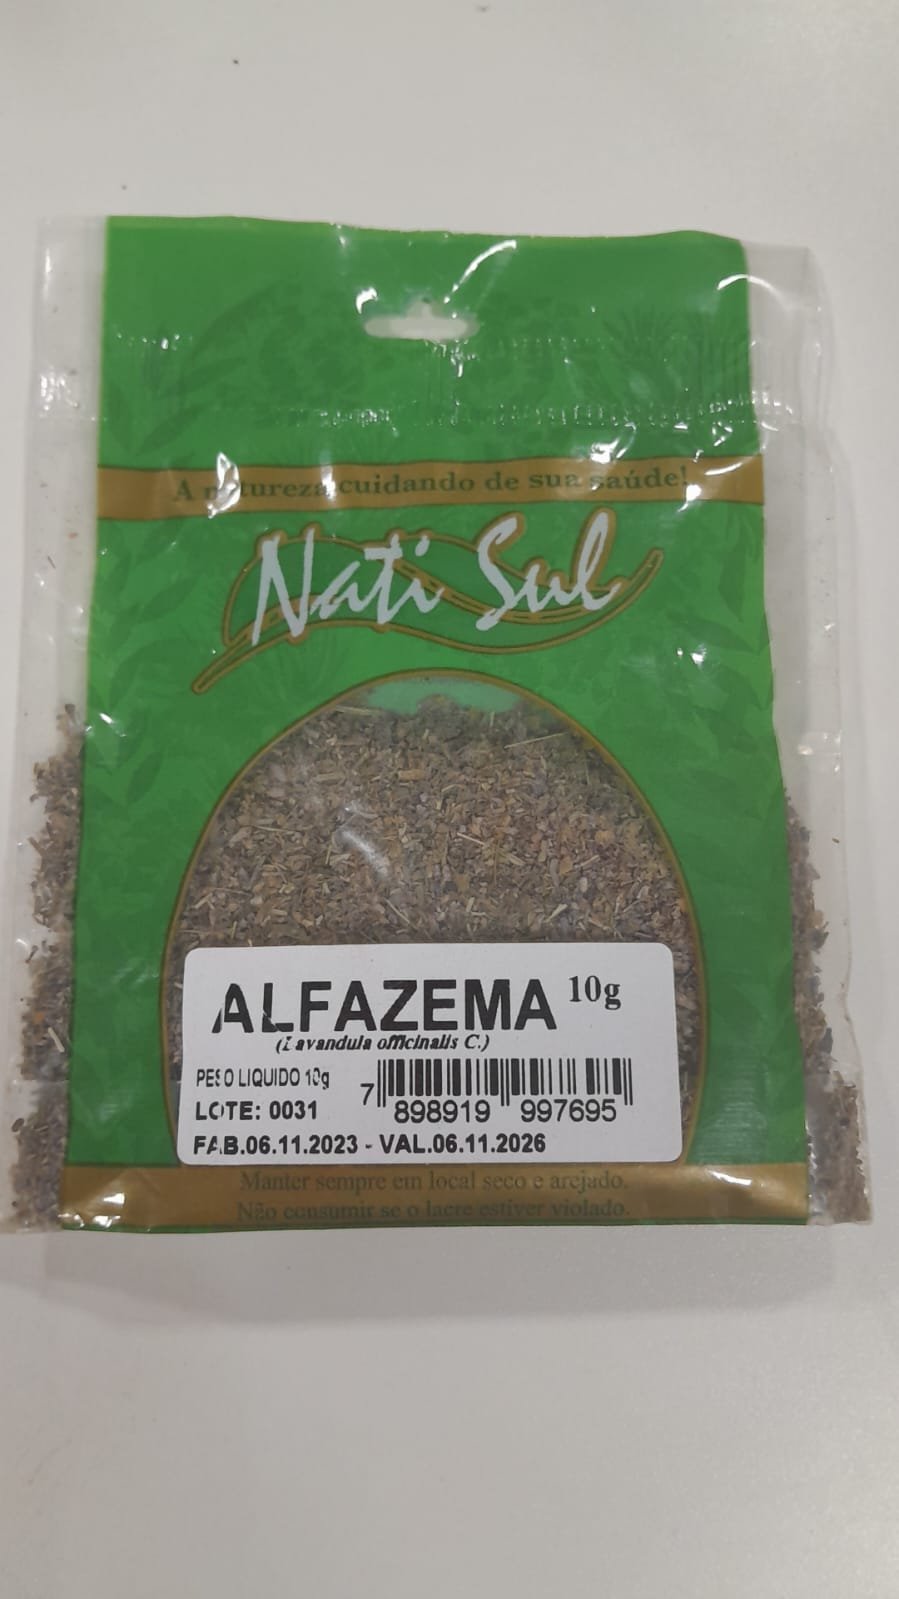 A natureza cuidando de sua saúde!
Nati Sul
ALFAZEMA 10g
(Lavandula officinalis C.)
PESO LIQUIDO 10g
LOTE: 0031
7 898919 997695
FAB.06.11.2023 - VAL.06.11.2026
Manter sempre em local seco e arejado.
Não consumir se o lacre estiver violado.